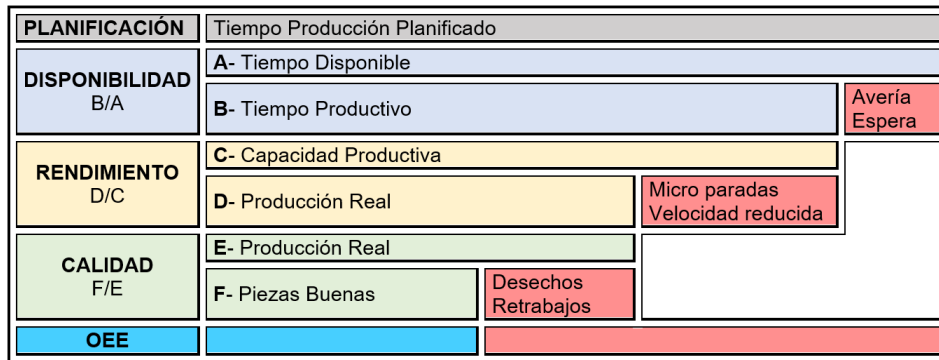 PLANIFICACIÓN
Tiempo Producción Planificado
DISPONIBILIDAD
B/A
A- Tiempo Disponible
B- Tiempo Productivo
Avería
Espera
RENDIMIENTO
D/C
C- Capacidad Productiva
D- Producción Real
Micro paradas
Velocidad reducida
CALIDAD
F/E
E- Producción Real
F- Piezas Buenas
Desechos
Retrabajos
OEE